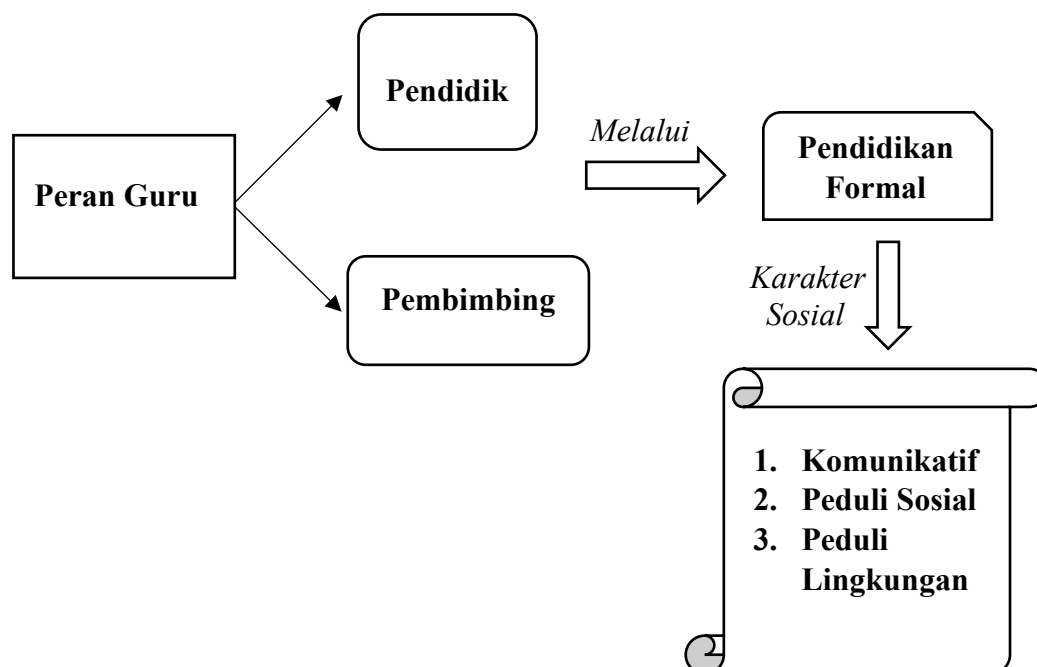 Peran Guru
Pendidik
Pembimbing
Melalui
Pendidikan
Formal
Karakter
Sosial
1. Komunikatif
2. Peduli Sosial
3. Peduli
Lingkungan